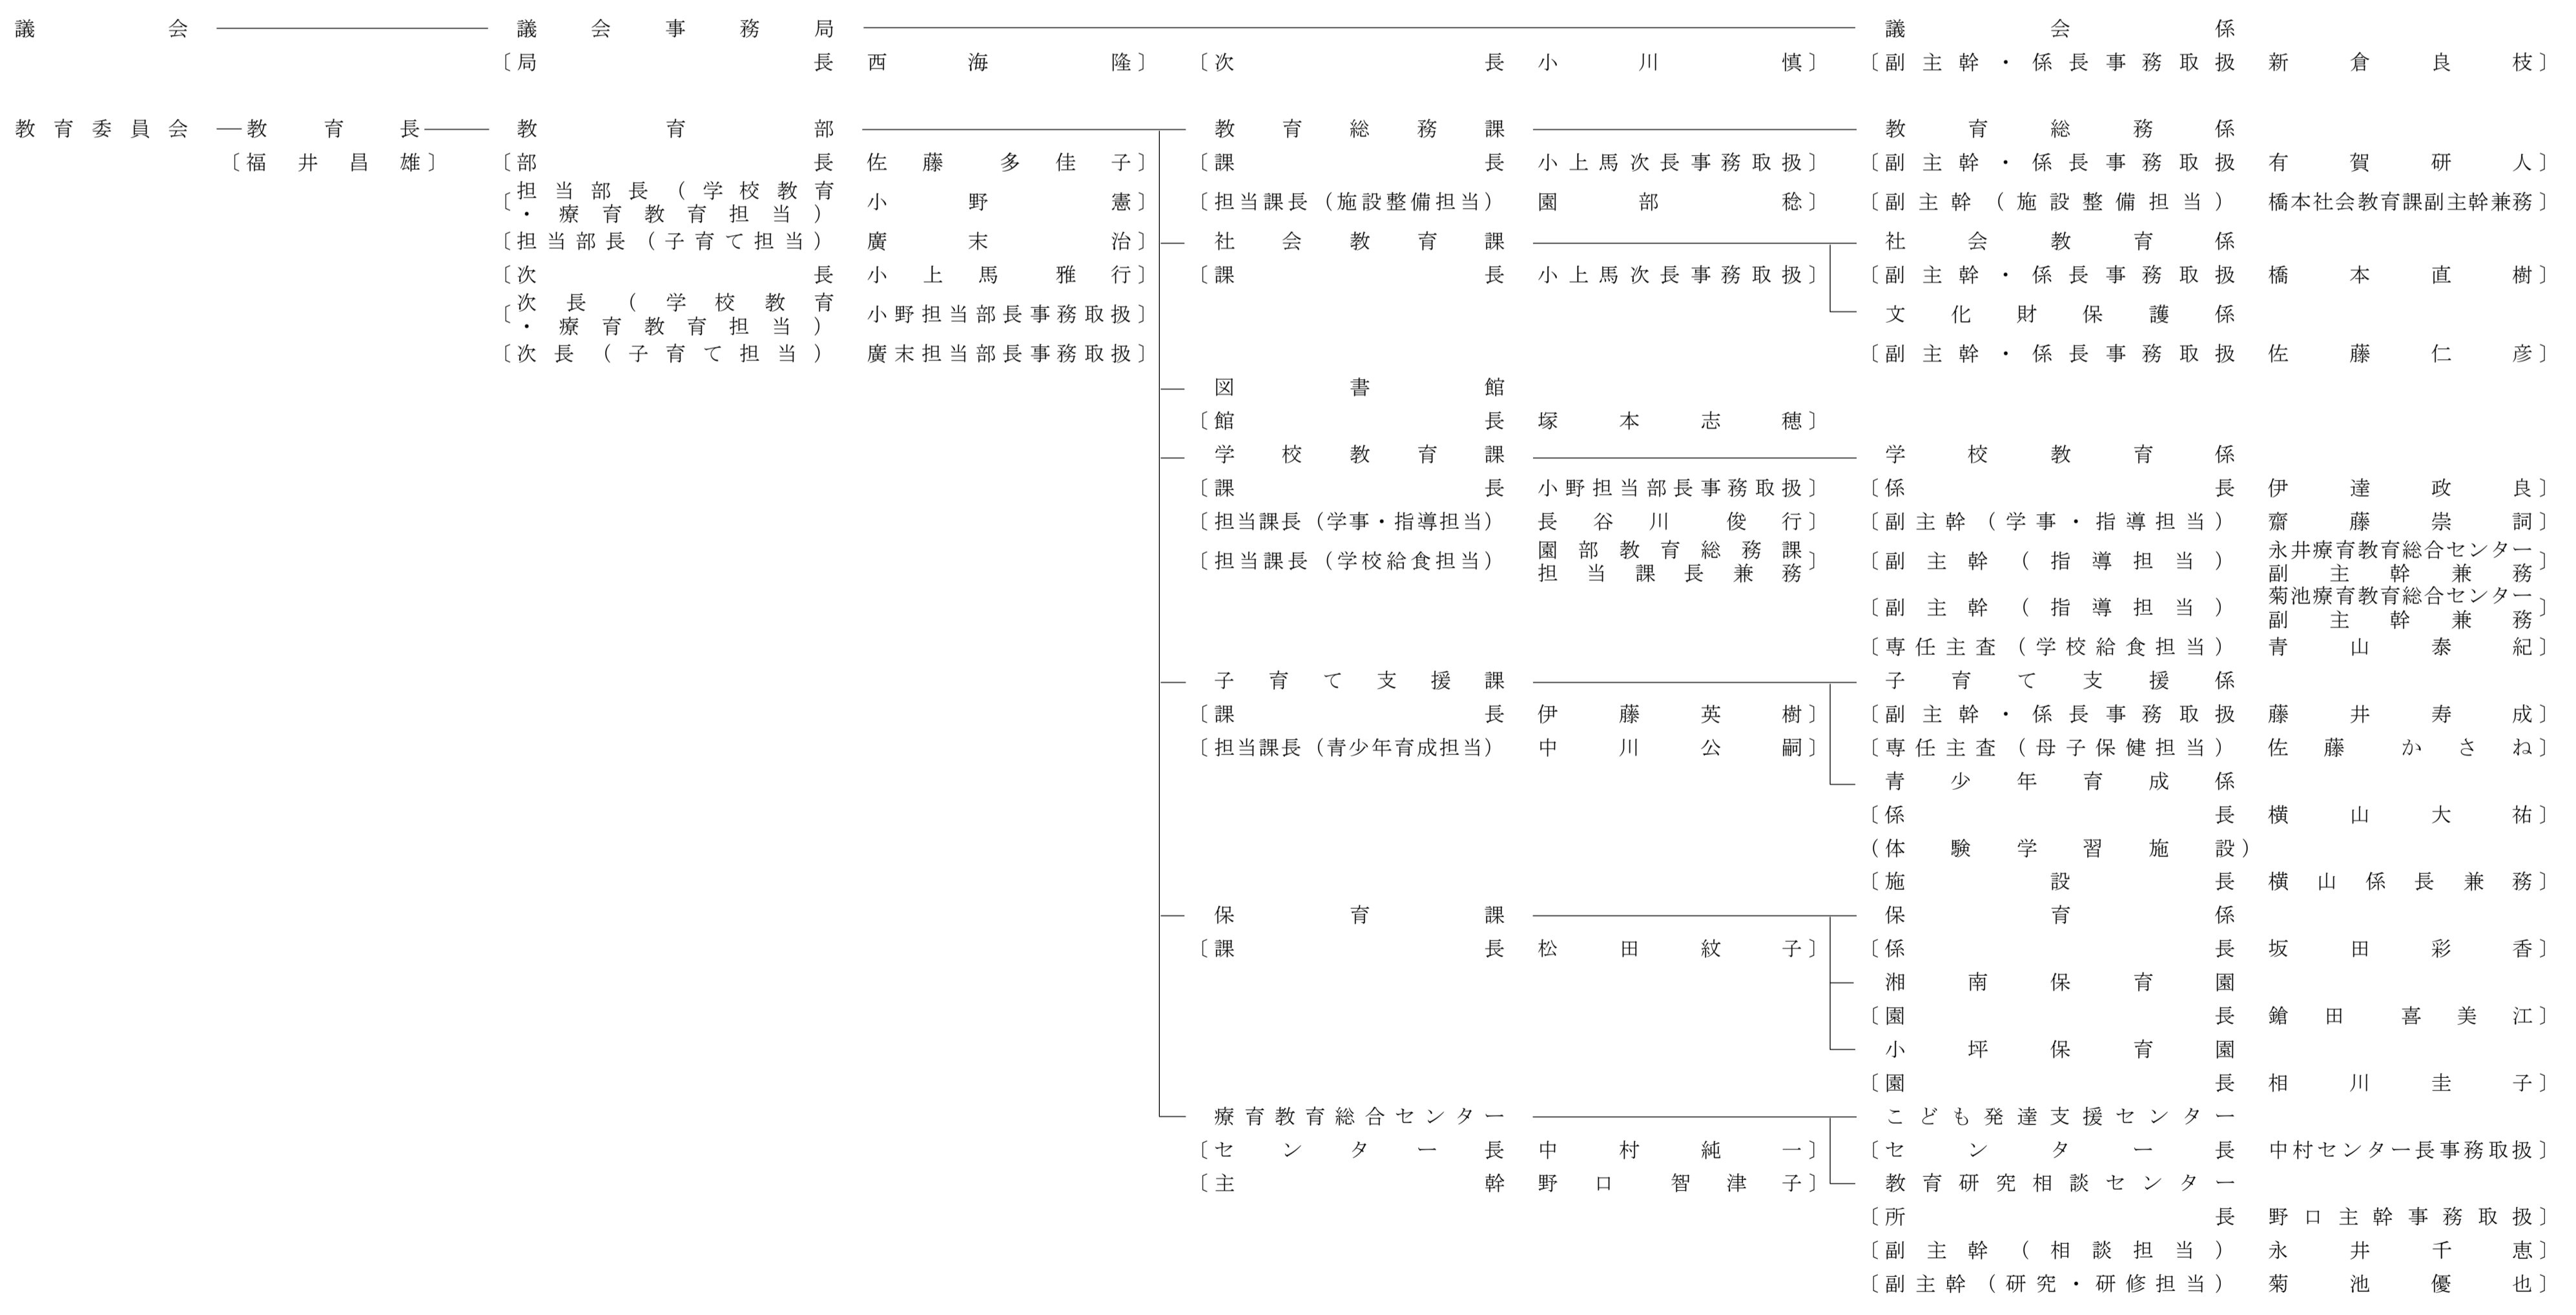 議会 議会事務局 議会係
〔局長 西海隆〕 〔次長 小川慎〕 〔副主幹・係長事務取扱 新倉良枝〕
教育委員会 教育長 教育部 教育総務課 教育総務係
〔福井昌雄〕 〔部長 佐藤多佳子〕 〔課長 小上馬次長事務取扱〕 〔副主幹・係長事務取扱 有賀研人〕
〔担当部長（学校教育・療育教育担当） 小野憲〕 〔担当課長（施設整備担当） 園部稔〕 〔副主幹（施設整備担当） 橋本社会教育課副主幹兼務〕
〔担当部長（子育て担当） 廣末治〕 社会教育課 社会教育係
〔次長 小上馬雅行〕 〔課長 小上馬次長事務取扱〕 〔副主幹・係長事務取扱 橋本直樹〕
〔次長（学校教育・療育教育担当） 小野担当部長事務取扱〕 文化財保護係
〔次長（子育て担当） 廣末担当部長事務取扱〕 〔副主幹・係長事務取扱 佐藤仁彦〕
図書館
〔館長 塚本志穂〕
学校教育課 学校教育係
〔課長 小野担当部長事務取扱〕 〔係長 伊達政良〕
〔担当課長（学事・指導担当） 長谷川俊行〕 〔副主幹（学事・指導担当） 齋藤崇詞〕
〔担当課長（学校給食担当） 園部教育総務課担当課長兼務〕 〔副主幹（指導担当） 永井療育教育総合センター副主幹兼務〕
〔副主幹（指導担当） 菊池療育教育総合センター副主幹兼務〕
〔専任主査（学校給食担当） 青山泰紀〕
子育て支援課 子育て支援係
〔課長 伊藤英樹〕 〔副主幹・係長事務取扱 藤井寿成〕
〔担当課長（青少年育成担当） 中川公嗣〕 〔専任主査（母子保健担当） 佐藤かさね〕
青少年育成係
〔係長 横山大祐〕
（体験学習施設）
〔施設長 横山係長兼務〕
保育課 保育係
〔課長 松田紋子〕 〔係長 坂田彩香〕
湘南保育園
〔園長 鎗田喜美江〕
小坪保育園
〔園長 相川圭子〕
療育教育総合センター こども発達支援センター
〔センター長 中村純一〕 〔センター長 中村センター長事務取扱〕
〔主幹 野口智津子〕 教育研究相談センター
〔所長 野口主幹事務取扱〕
〔副主幹（相談担当） 永井千恵〕
〔副主幹（研究・研修担当） 菊池優也〕